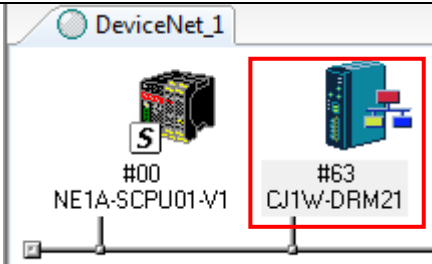 DeviceNet_1
S
#00
NE1A-SCPU01-V1
#63
CJ1W-DRM21